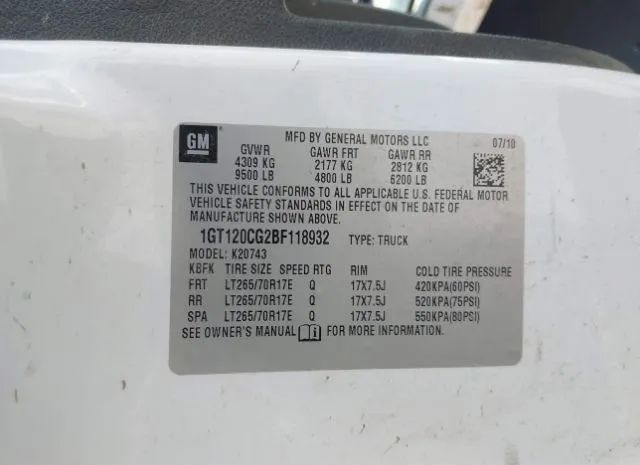 GM
MFD BY GENERAL MOTORS LLC 07/10
GVWR GAWR FRT GAWR RR
4309 KG 2177 KG 2812 KG
9500 LB 4800 LB 6200 LB
THIS VEHICLE CONFORMS TO ALL APPLICABLE U.S. FEDERAL MOTOR
VEHICLE SAFETY STANDARDS IN EFFECT ON THE DATE OF
MANUFACTURE SHOWN ABOVE.
1GT120CG2BF118932 TYPE: TRUCK
MODEL: K20743
KBFK TIRE SIZE SPEED RTG RIM COLD TIRE PRESSURE
FRT LT265/70R17E Q 17X7.5J 420KPA(60PSI)
RR LT265/70R17E Q 17X7.5J 520KPA(75PSI)
SPA LT265/70R17E Q 17X7.5J 550KPA(80PSI)
SEE OWNER'S MANUAL FOR MORE INFORMATION.